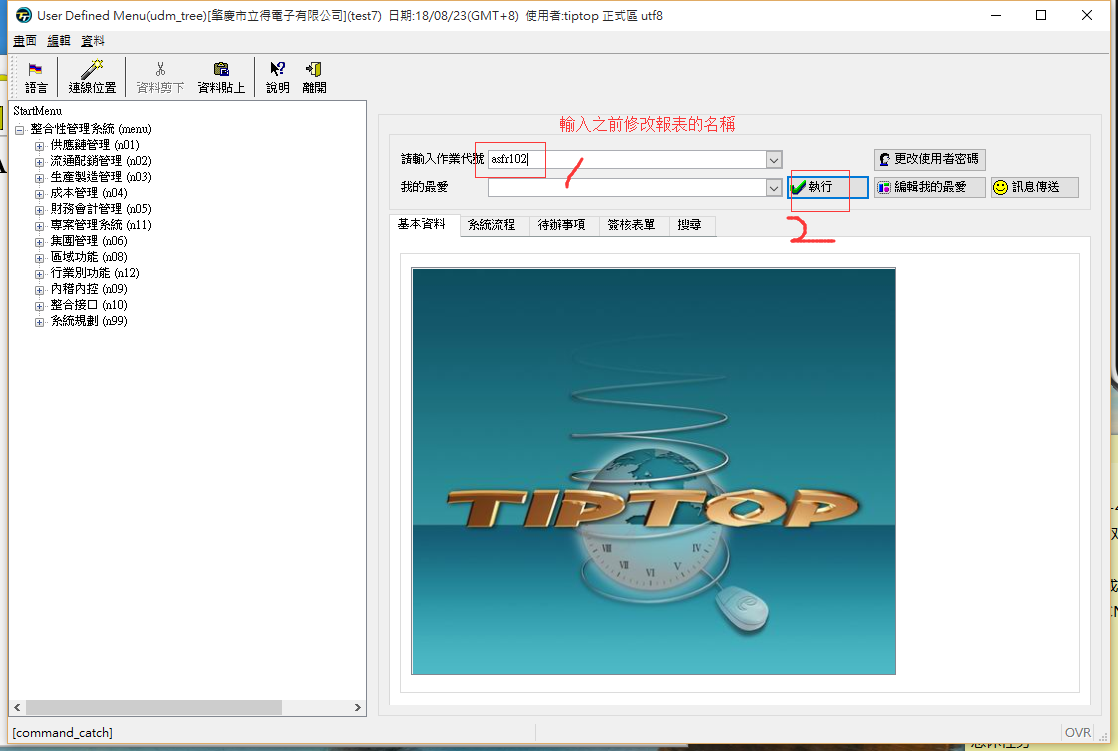 User Defined Menu(udm_tree)[肇慶市立得電子有限公司](test7) 日期:18/08/23(GMT+8) 使用者:tiptop 正式區 utf8
畫面 編輯 資料
語言 連線位置 資料剪下 資料貼上 說明 離開
StartMenu
整合性管理系統 (menu)
供應鏈管理 (n01)
流通配銷管理 (n02)
生產製造管理 (n03)
成本管理 (n04)
財務會計管理 (n05)
專案管理系統 (n11)
集團管理 (n06)
區域功能 (n08)
行業別功能 (n12)
內稽內控 (n09)
整合接口 (n10)
系統規劃 (n99)
輸入之前修改報表的名稱
請輸入作業代號 asfr102
更改使用者密碼
1
我的最愛
執行
編輯我的最愛
訊息傳送
2
基本資料 系統流程 待辦事項 簽核表單 搜尋
TIPTOP
VIII VII VI V IV
[command_catch]
OVR